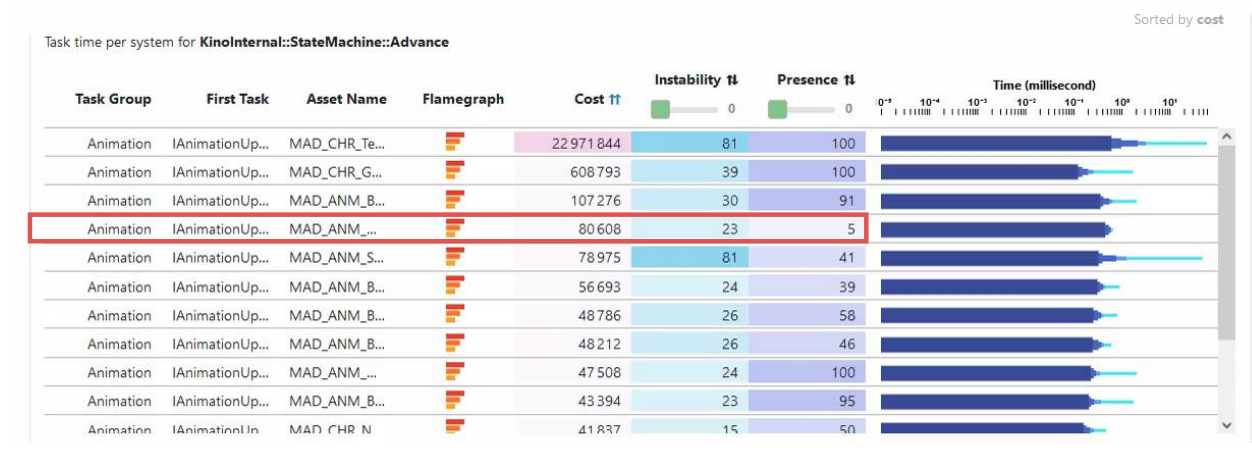 Sorted by cost
Task time per system for KinoInternal::StateMachine::Advance
Task Group First Task Asset Name Flamegraph Cost Instability Presence Time (millisecond)
0 0 0⁻⁵ 10⁻⁴ 10⁻³ 10⁻² 10⁻¹ 10⁰ 10¹
Animation IAnimationUp... MAD_CHR_Te... 22 971 844 81 100
Animation IAnimationUp... MAD_CHR_G... 608 793 39 100
Animation IAnimationUp... MAD_ANM_B... 107 276 30 91
Animation IAnimationUp... MAD_ANM_... 80 608 23 5
Animation IAnimationUp... MAD_ANM_S... 78 975 81 41
Animation IAnimationUp... MAD_ANM_B... 56 693 24 39
Animation IAnimationUp... MAD_ANM_B... 48 786 26 58
Animation IAnimationUp... MAD_ANM_B... 48 212 26 46
Animation IAnimationUp... MAD_ANM_... 47 508 24 100
Animation IAnimationUp... MAD_ANM_B... 43 394 23 95
Animation IAnimationUp... MAD_CHR_N... 41 837 15 50